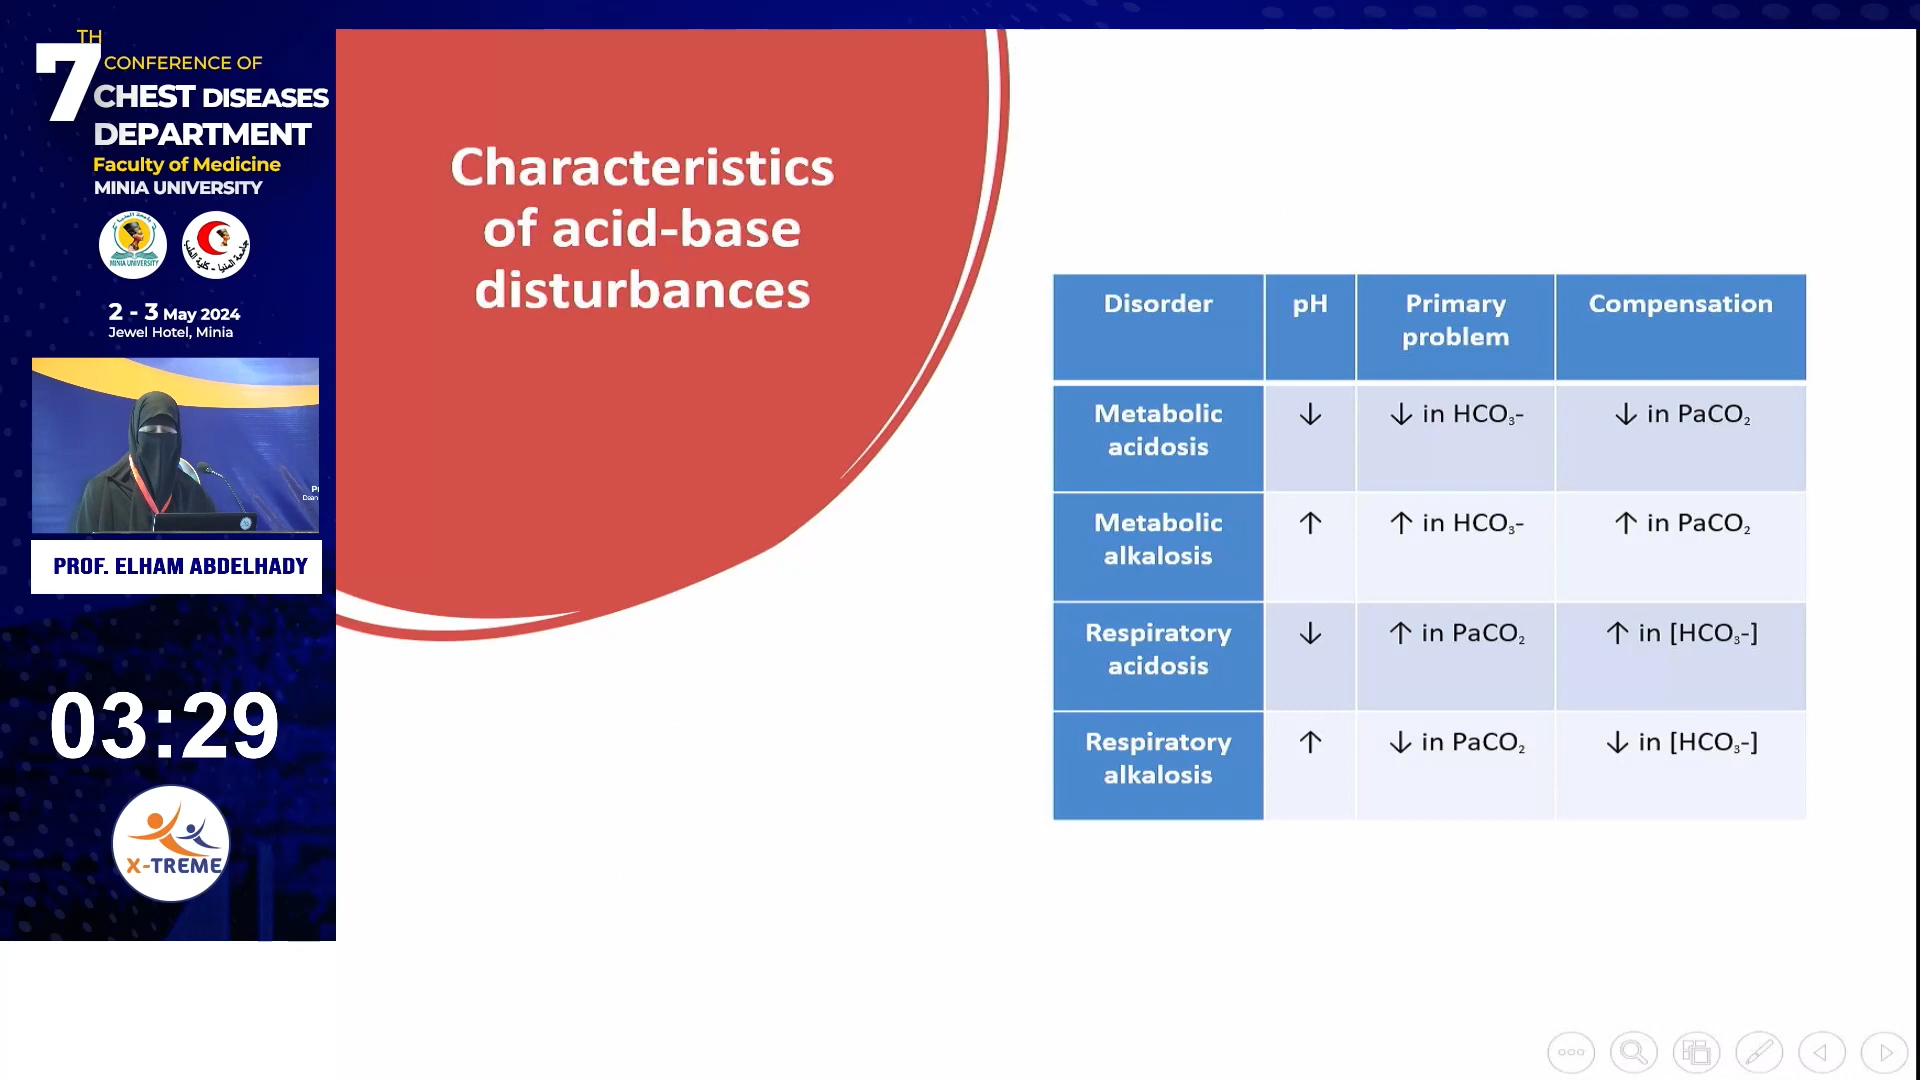 TH
7
CONFERENCE OF
CHEST DISEASES
DEPARTMENT
Faculty of Medicine
MINIA UNIVERSITY
MINIA UNIVERSITY
2 - 3 May 2024
Jewel Hotel, Minia
PROF. ELHAM ABDELHADY
03:29
X-TREME
Characteristics
of acid-base
disturbances
Disorder pH Primary problem Compensation
Metabolic acidosis ↓ ↓ in HCO₃- ↓ in PaCO₂
Metabolic alkalosis ↑ ↑ in HCO₃- ↑ in PaCO₂
Respiratory acidosis ↓ ↑ in PaCO₂ ↑ in [HCO₃-]
Respiratory alkalosis ↑ ↓ in PaCO₂ ↓ in [HCO₃-]